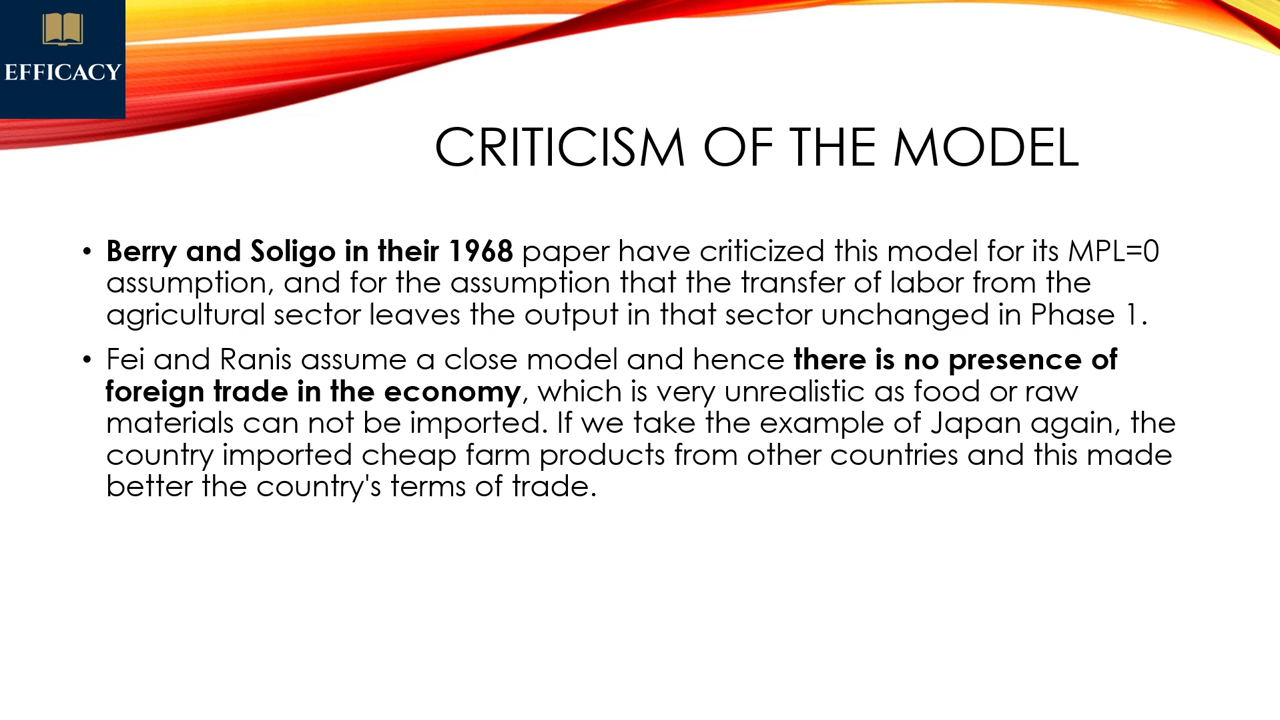 EFFICACY
CRITICISM OF THE MODEL
• Berry and Soligo in their 1968 paper have criticized this model for its MPL=0
assumption, and for the assumption that the transfer of labor from the
agricultural sector leaves the output in that sector unchanged in Phase 1.
• Fei and Ranis assume a close model and hence there is no presence of
foreign trade in the economy, which is very unrealistic as food or raw
materials can not be imported. If we take the example of Japan again, the
country imported cheap farm products from other countries and this made
better the country's terms of trade.